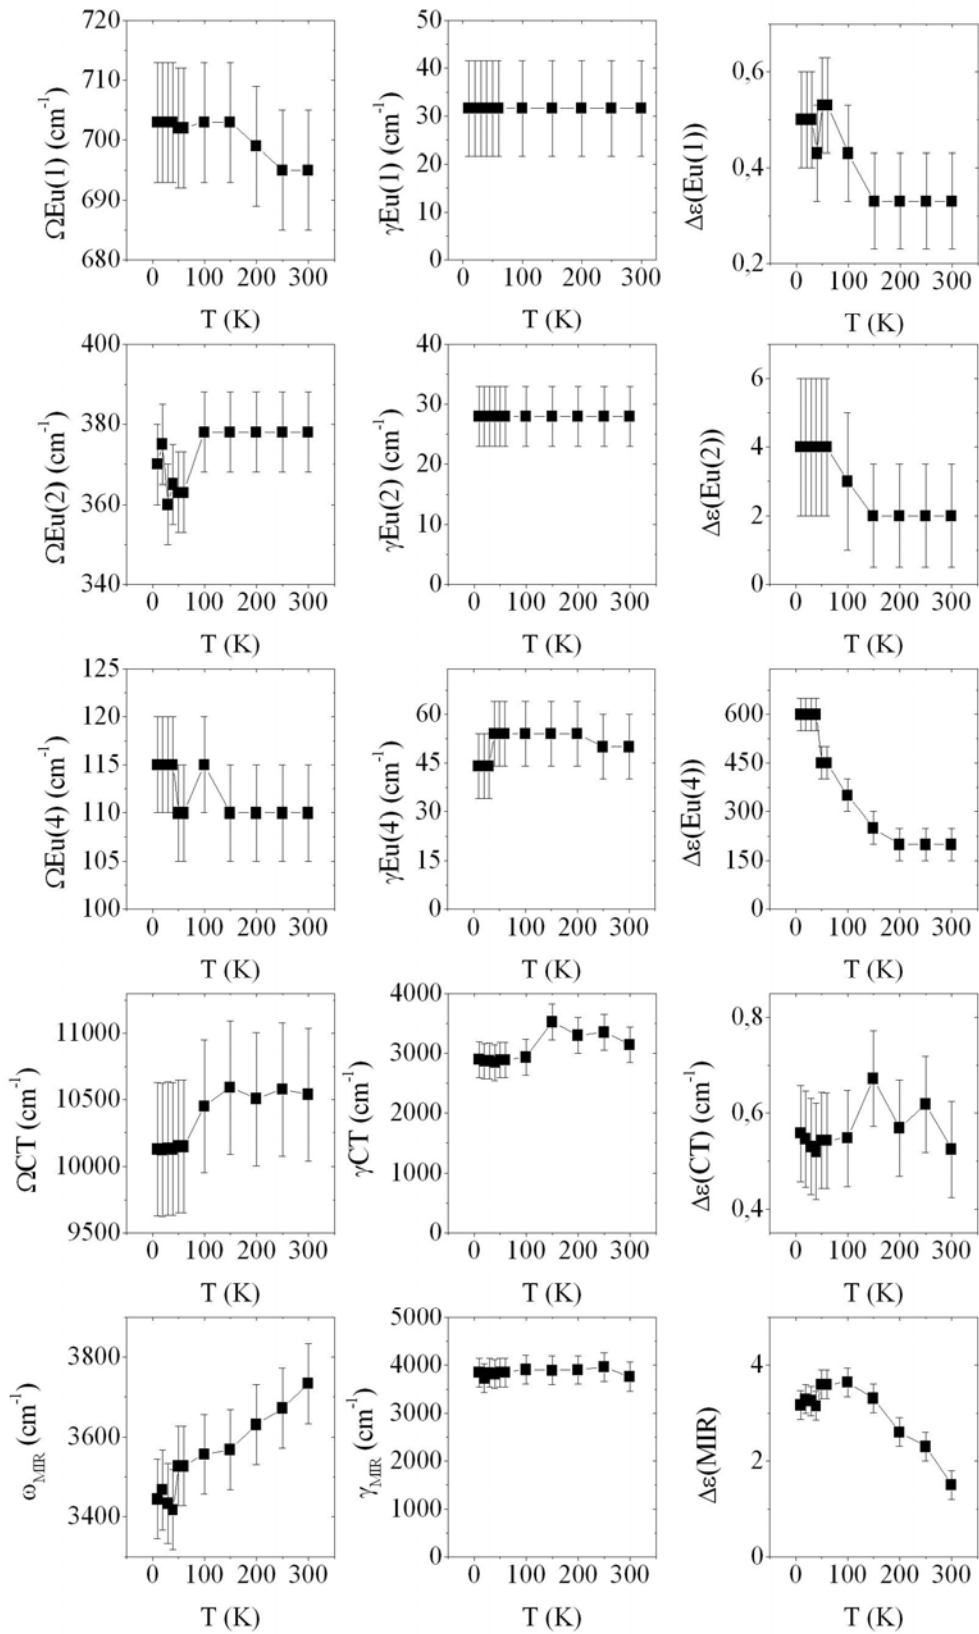 720
710
700
690
680
ΩEu(1) (cm-1)
0 100 200 300
T (K)
50
40
30
20
10
0
γEu(1) (cm-1)
0 100 200 300
T (K)
0,6
0,4
0,2
Δε(Eu(1))
0 100 200 300
T (K)
400
380
360
340
ΩEu(2) (cm-1)
0 100 200 300
T (K)
40
30
20
10
0
γEu(2) (cm-1)
0 100 200 300
T (K)
6
4
2
0
Δε(Eu(2))
0 100 200 300
T (K)
125
120
115
110
105
100
ΩEu(4) (cm-1)
0 100 200 300
T (K)
60
45
30
15
0
γEu(4) (cm-1)
0 100 200 300
T (K)
600
450
300
150
0
Δε(Eu(4))
0 100 200 300
T (K)
11000
10500
10000
9500
ΩCT (cm-1)
0 100 200 300
T (K)
4000
3000
2000
1000
0
γCT (cm-1)
0 100 200 300
T (K)
0,8
0,6
0,4
Δε(CT) (cm-1)
0 100 200 300
T (K)
3800
3600
3400
ωMIR (cm-1)
0 100 200 300
T (K)
5000
4000
3000
2000
1000
0
γMIR (cm-1)
0 100 200 300
T (K)
4
2
0
Δε(MIR)
0 100 200 300
T (K)